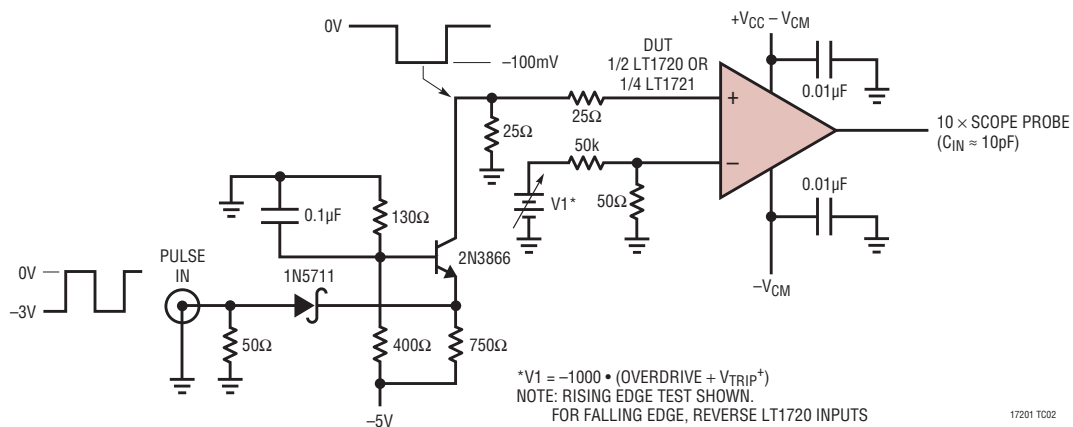 0V
–100mV
+VCC – VCM
DUT
1/2 LT1720 OR
1/4 LT1721
0.01µF
25Ω
25Ω
+
10 × SCOPE PROBE
(CIN ≈ 10pF)
50k
–
V1*
50Ω
0.01µF
0.1µF
130Ω
2N3866
–VCM
PULSE
IN
0V
–3V
1N5711
50Ω
400Ω
750Ω
–5V
*V1 = –1000 • (OVERDRIVE + VTRIP+)
NOTE: RISING EDGE TEST SHOWN.
FOR FALLING EDGE, REVERSE LT1720 INPUTS
17201 TC02